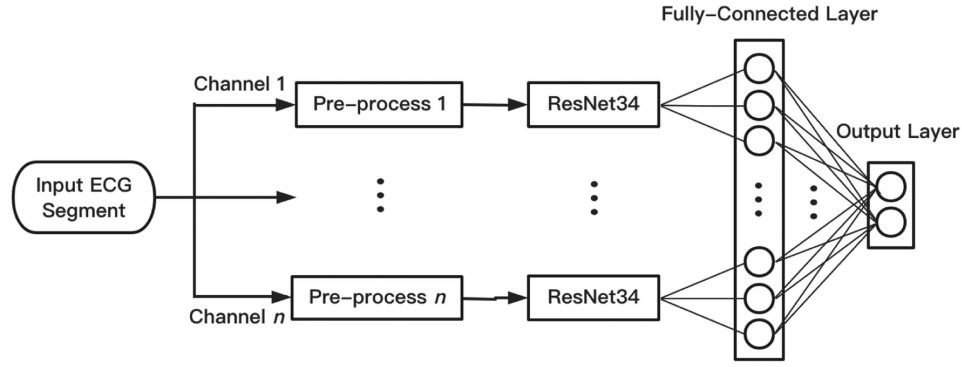 Fully-Connected Layer
Channel 1
Pre-process 1
ResNet34
Output Layer
Input ECG
Segment
Pre-process n
ResNet34
Channel n